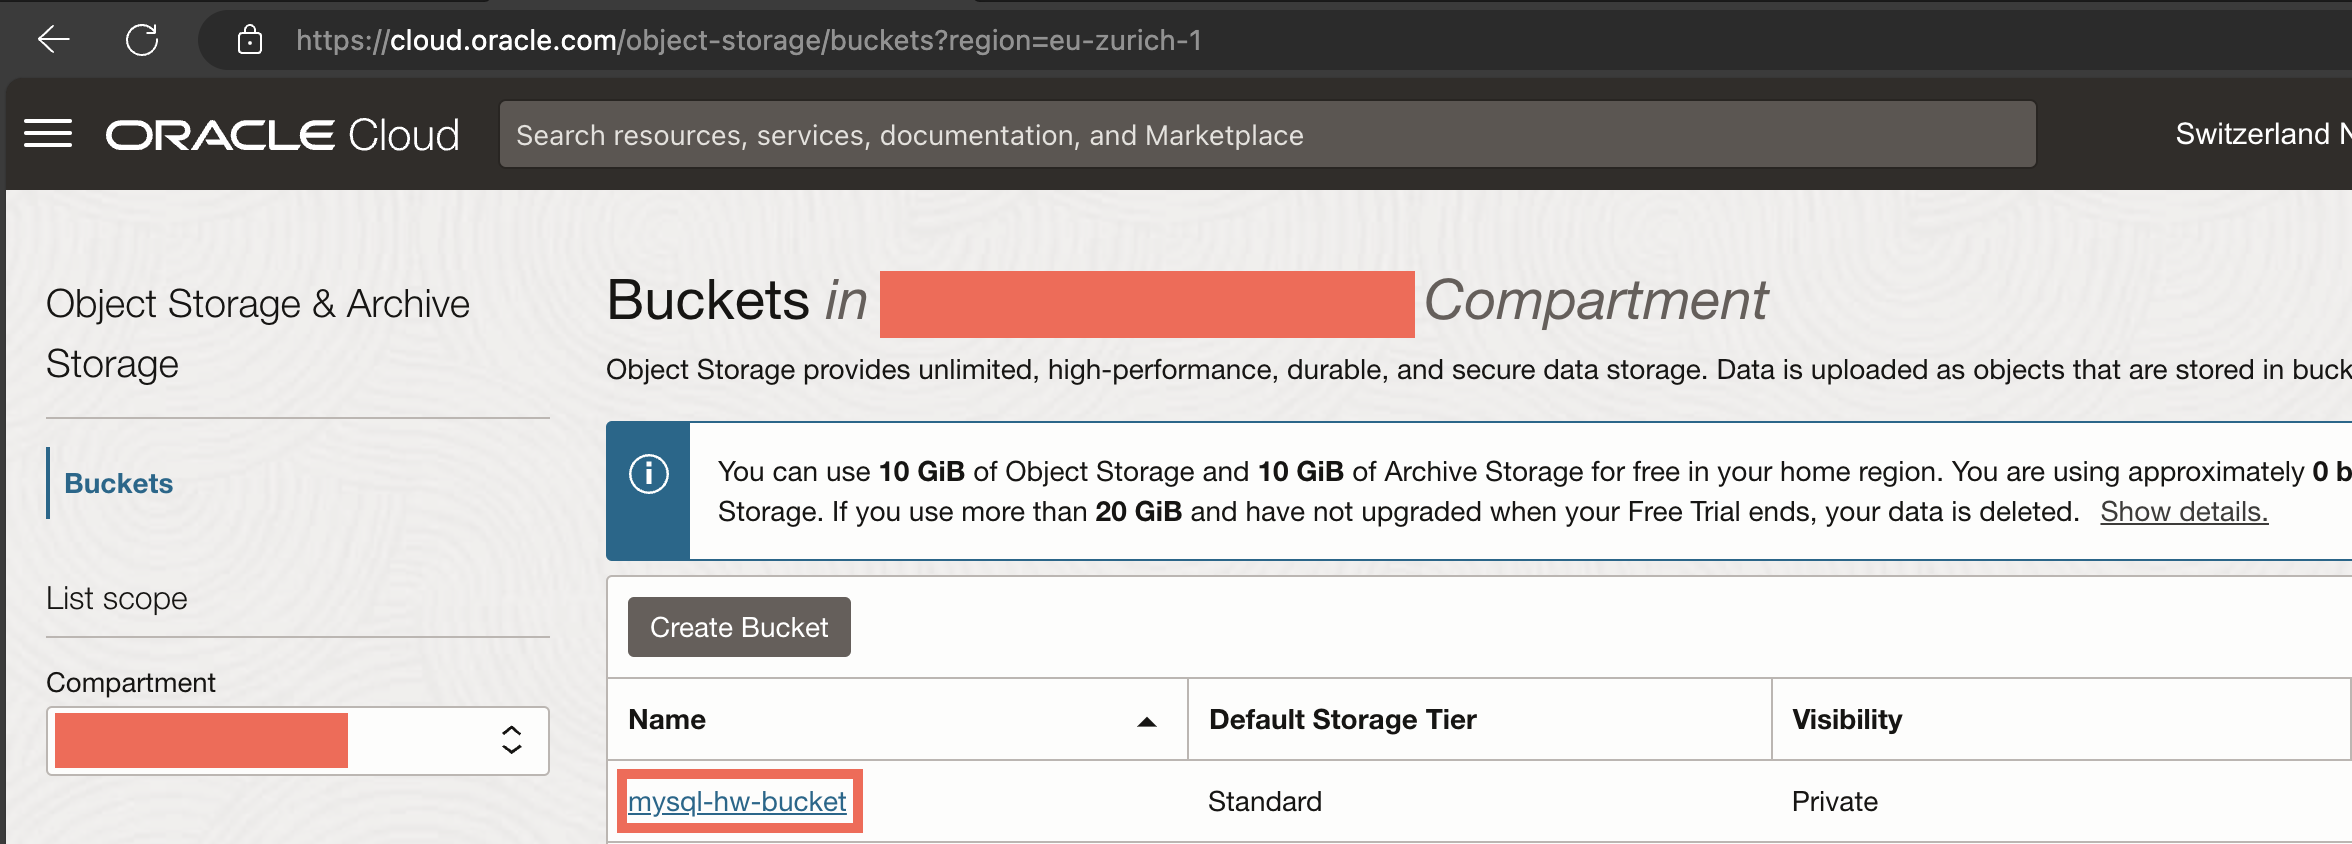 https://cloud.oracle.com/object-storage/buckets?region=eu-zurich-1
ORACLE Cloud
Search resources, services, documentation, and Marketplace
Switzerland
Object Storage & Archive
Storage
Buckets
List scope
Compartment
Buckets in Compartment
Object Storage provides unlimited, high-performance, durable, and secure data storage. Data is uploaded as objects that are stored in
You can use 10 GiB of Object Storage and 10 GiB of Archive Storage for free in your home region. You are using approximately 0
Storage. If you use more than 20 GiB and have not upgraded when your Free Trial ends, your data is deleted. Show details.
Create Bucket
Name Default Storage Tier Visibility
mysql-hw-bucket Standard Private